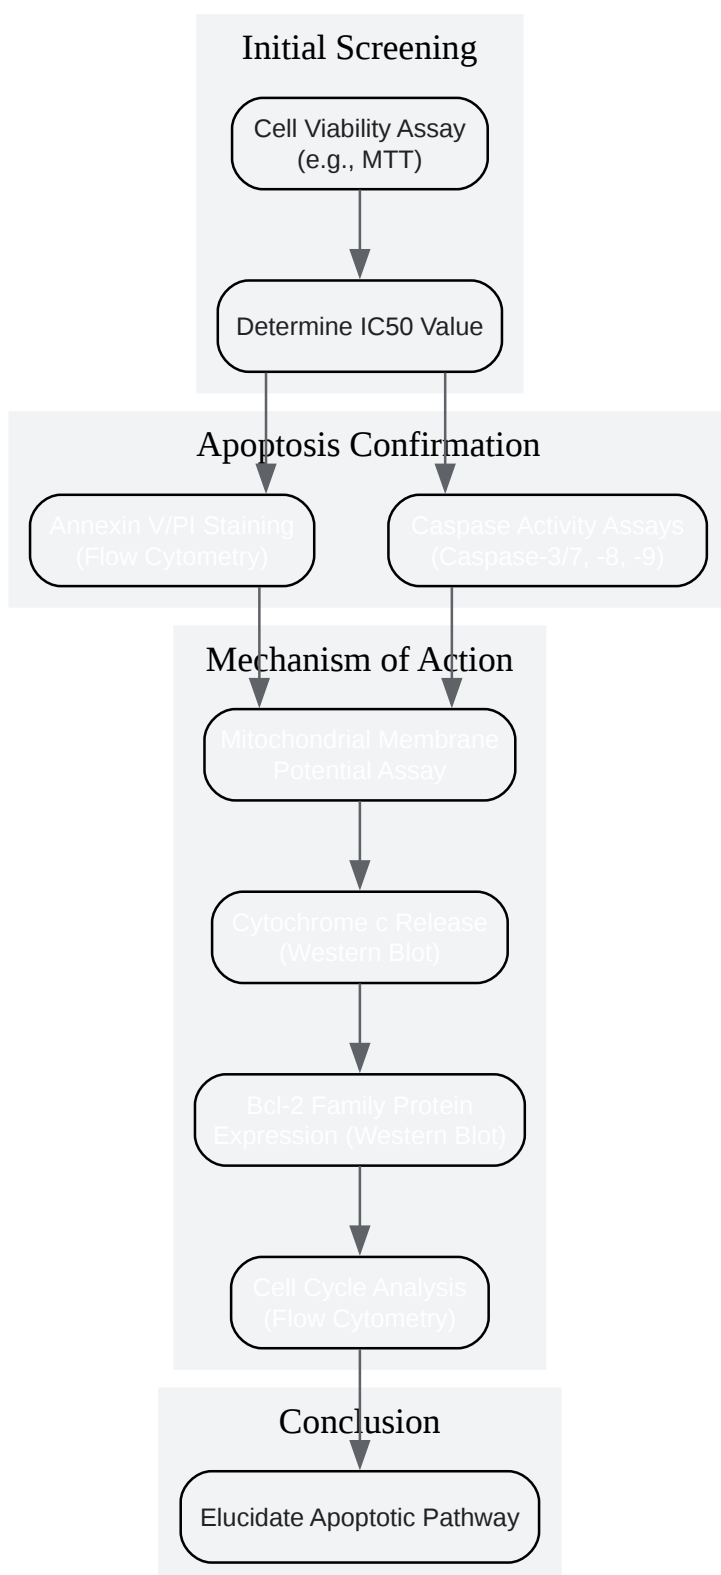 Initial Screening
Cell Viability Assay
(e.g., MTT)
Determine IC50 Value
Apoptosis Confirmation
Annexin V/PI Staining
(Flow Cytometry)
Caspase Activity Assays
(Caspase-3/7, -8, -9)
Mechanism of Action
Mitochondrial Membrane
Potential Assay
Cytochrome c Release
(Western Blot)
Bcl-2 Family Protein
Expression (Western Blot)
Cell Cycle Analysis
(Flow Cytometry)
Conclusion
Elucidate Apoptotic Pathway